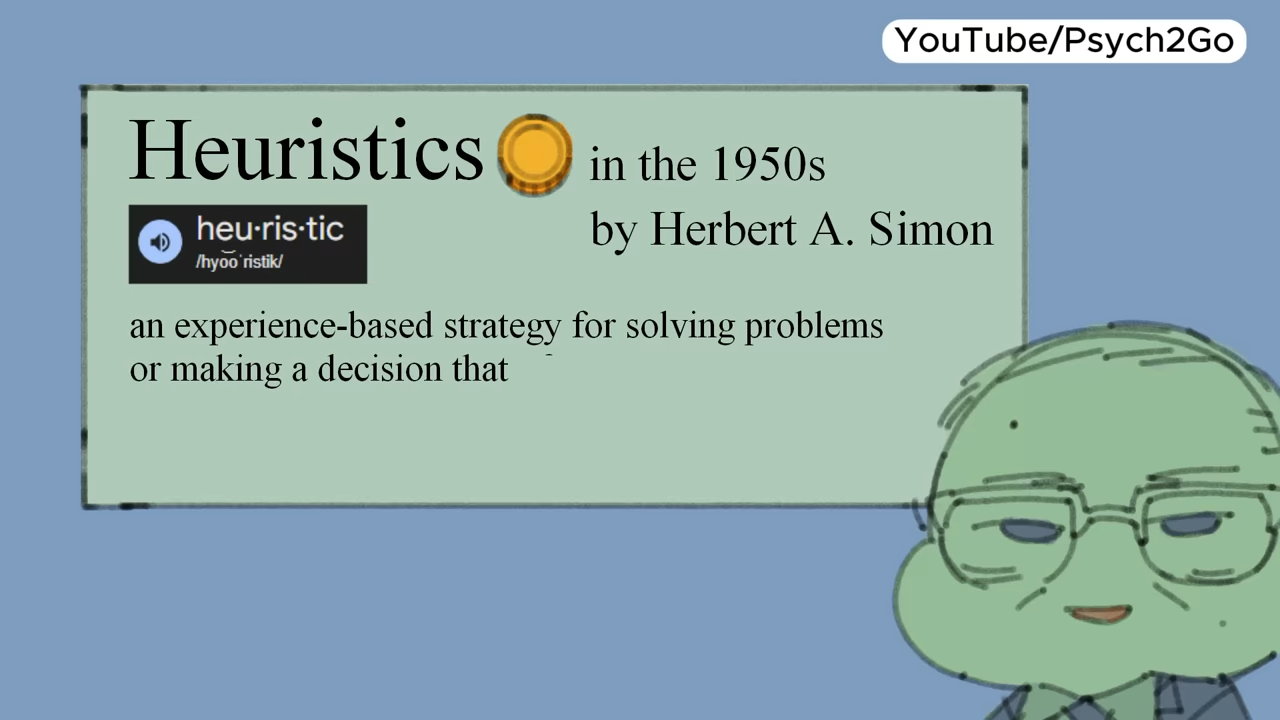 YouTube/Psych2Go
Heuristics
in the 1950s
by Herbert A. Simon
heu·ris·tic
/hyo͞oˈristik/
an experience-based strategy for solving problems
or making a decision that